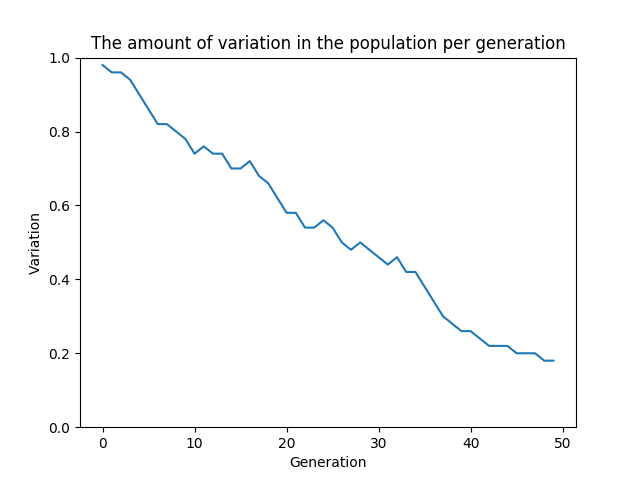 The amount of variation in the population per generation
1.0
0.8
0.6
0.4
0.2
0.0
Variation
0 10 20 30 40 50
Generation